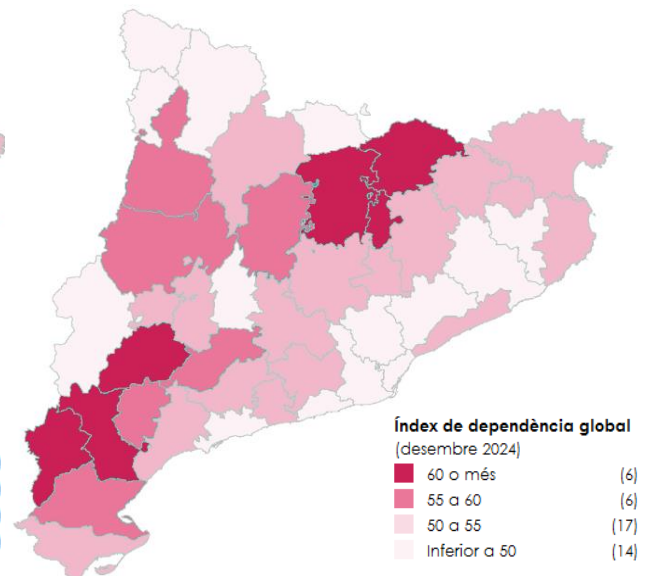 Índex de dependència global
(desembre 2024)
60 o més (6)
55 a 60 (6)
50 a 55 (17)
Inferior a 50 (14)